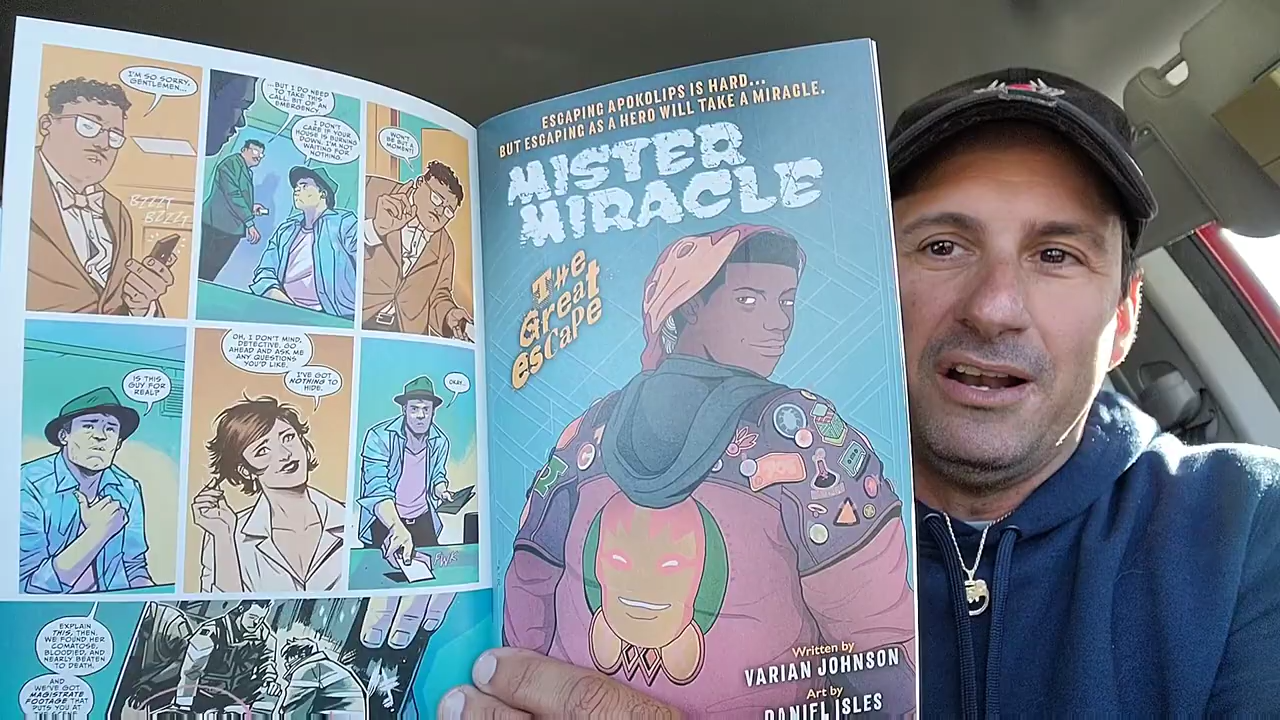 I'M SO SORRY,
GENTLEMEN...
BZZZT
BZZZT
...BUT I DO NEED
TO TAKE THIS
CALL. BIT OF AN
EMERGENCY.
I DON'T
CARE IF YOUR
HOUSE IS BURNING
DOWN. I'M NOT
WAITING FOR
NOTHING.
WON'T
BE BUT A
MOMENT.
IS THIS
GUY FOR
REAL?
OH, I DON'T MIND,
DETECTIVE. GO
AHEAD AND ASK ME
ANY QUESTIONS
YOU'D LIKE.
I'VE GOT
NOTHING TO
HIDE.
OKAY...
FWK
EXPLAIN
THIS, THEN.
WE FOUND HER
COMATOSE,
BLOODIED, AND
NEARLY BEATEN
TO DEATH.
AND
WE'VE GOT
MAGISTRATE
FOOTAGE THAT
PUTS YOU AT
ESCAPING APOKOLIPS IS HARD...
BUT ESCAPING AS A HERO WILL TAKE A MIRACLE.
MISTER
MIRACLE
The
Great
escape
Written by
VARIAN JOHNSON
Art by
DANIEL ISLES